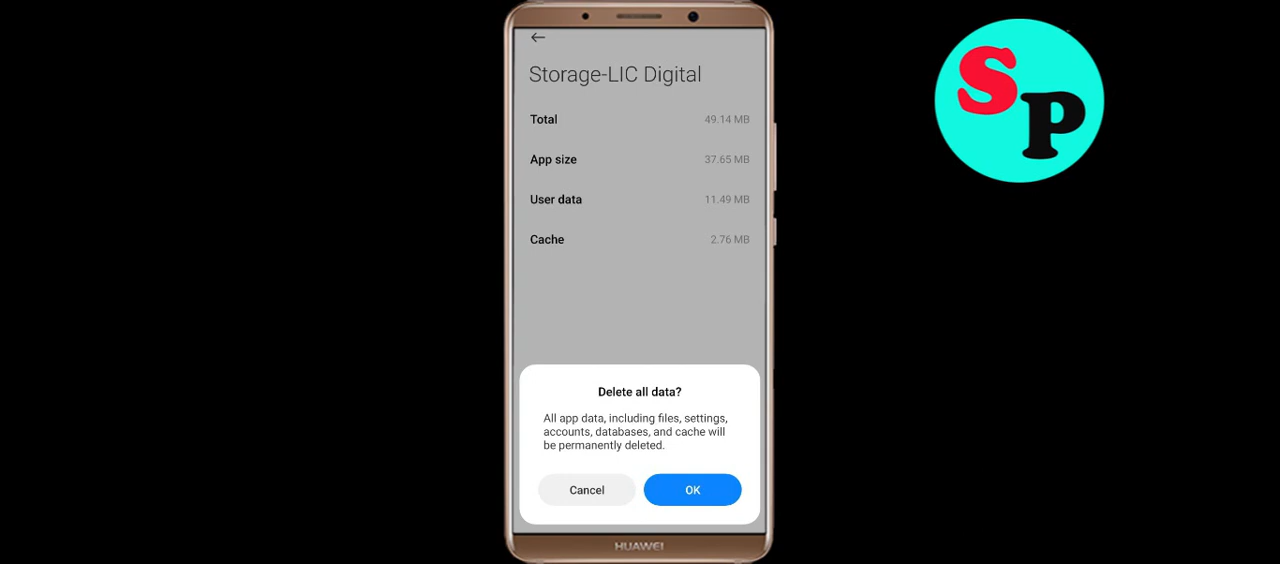 SP
Storage-LIC Digital
Total 49.14 MB
App size 37.65 MB
User data 11.49 MB
Cache 2.76 MB
Delete all data?
All app data, including files, settings,
accounts, databases, and cache will
be permanently deleted.
Cancel OK
HUAWEI